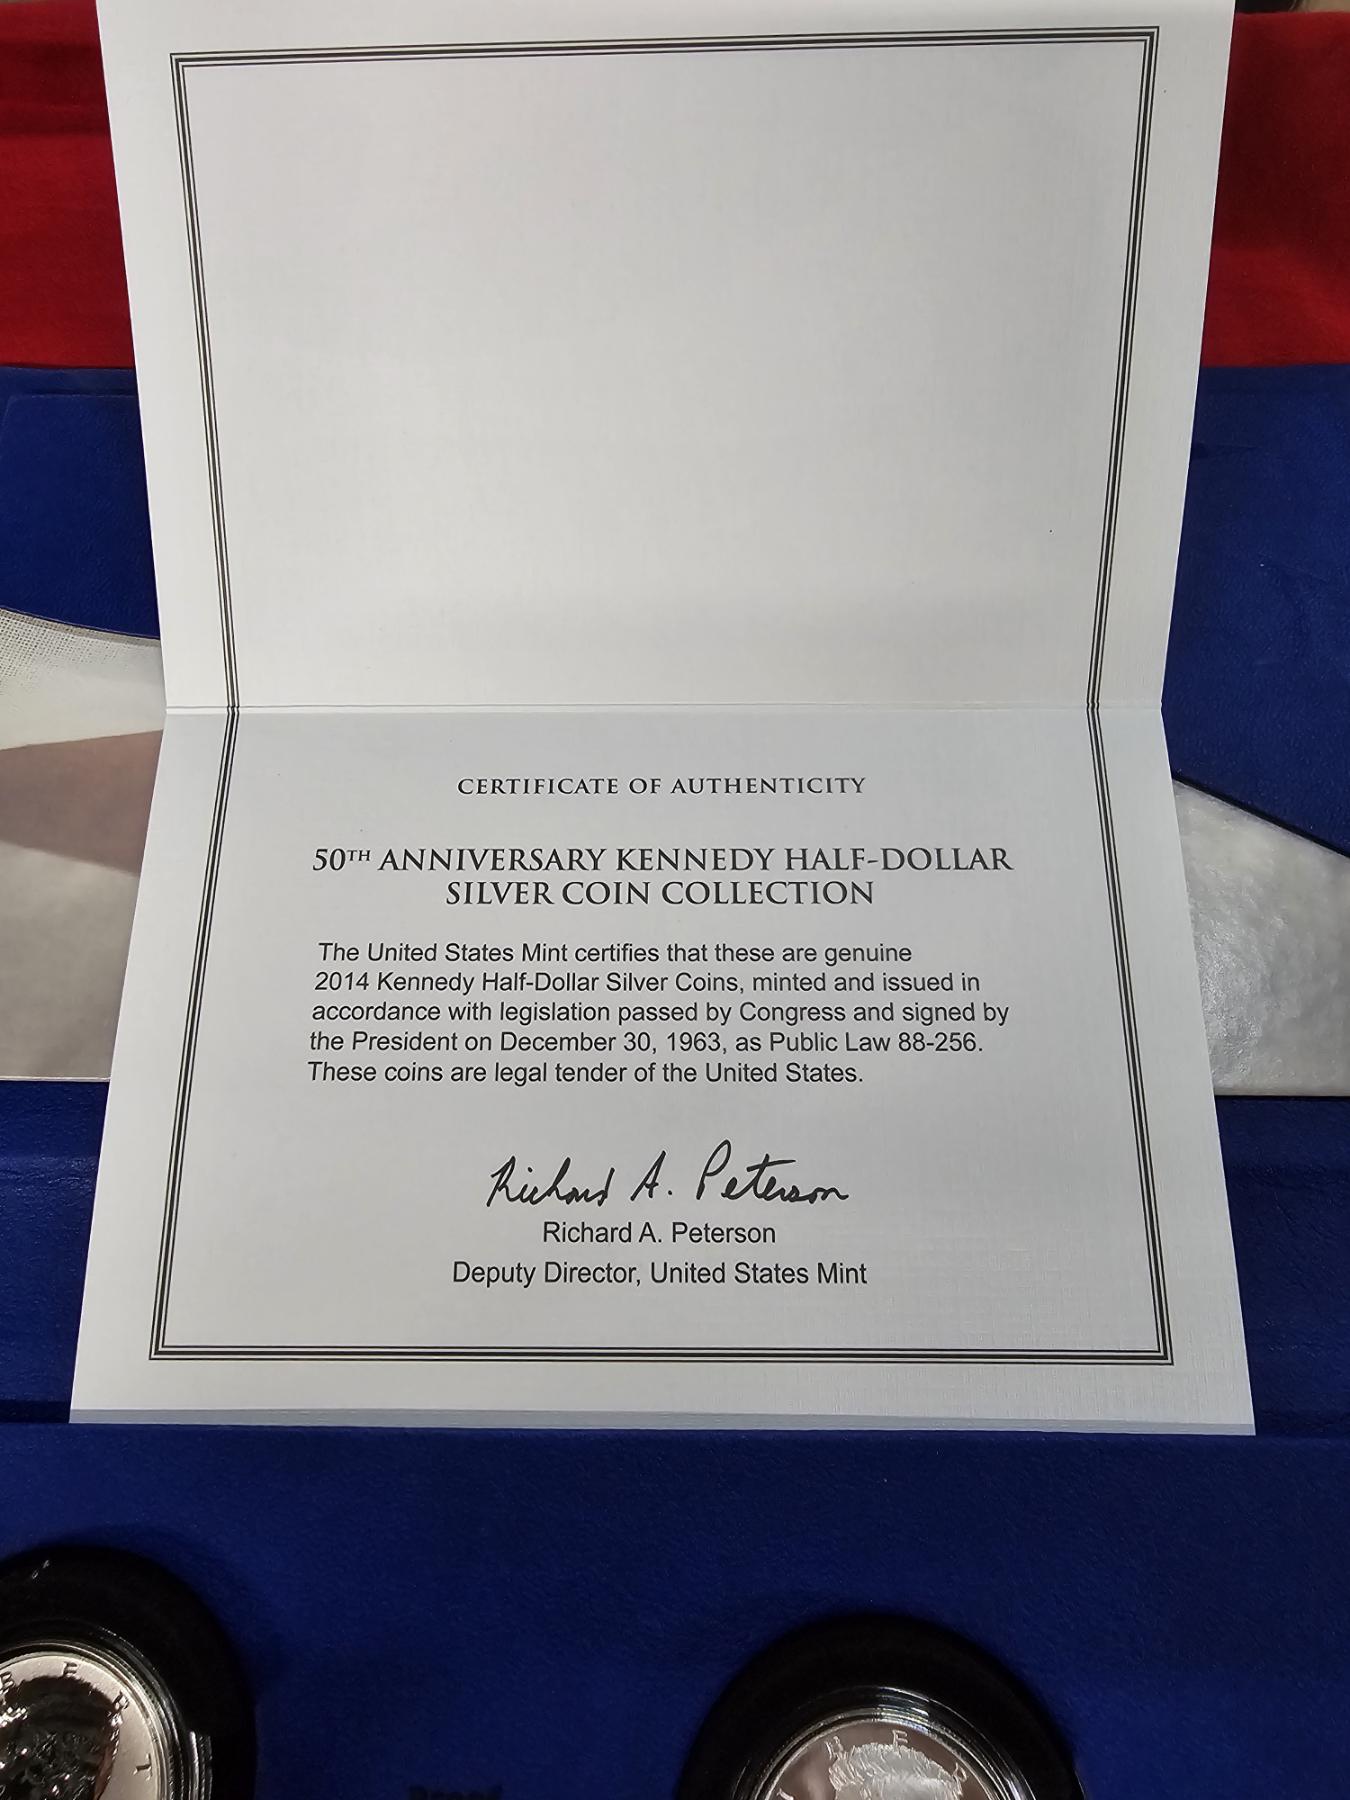 CERTIFICATE OF AUTHENTICITY
50TH ANNIVERSARY KENNEDY HALF-DOLLAR
SILVER COIN COLLECTION
The United States Mint certifies that these are genuine
2014 Kennedy Half-Dollar Silver Coins, minted and issued in
accordance with legislation passed by Congress and signed by
the President on December 30, 1963, as Public Law 88-256.
These coins are legal tender of the United States.
Richard A. Peterson
Richard A. Peterson
Deputy Director, United States Mint
BERT
BER